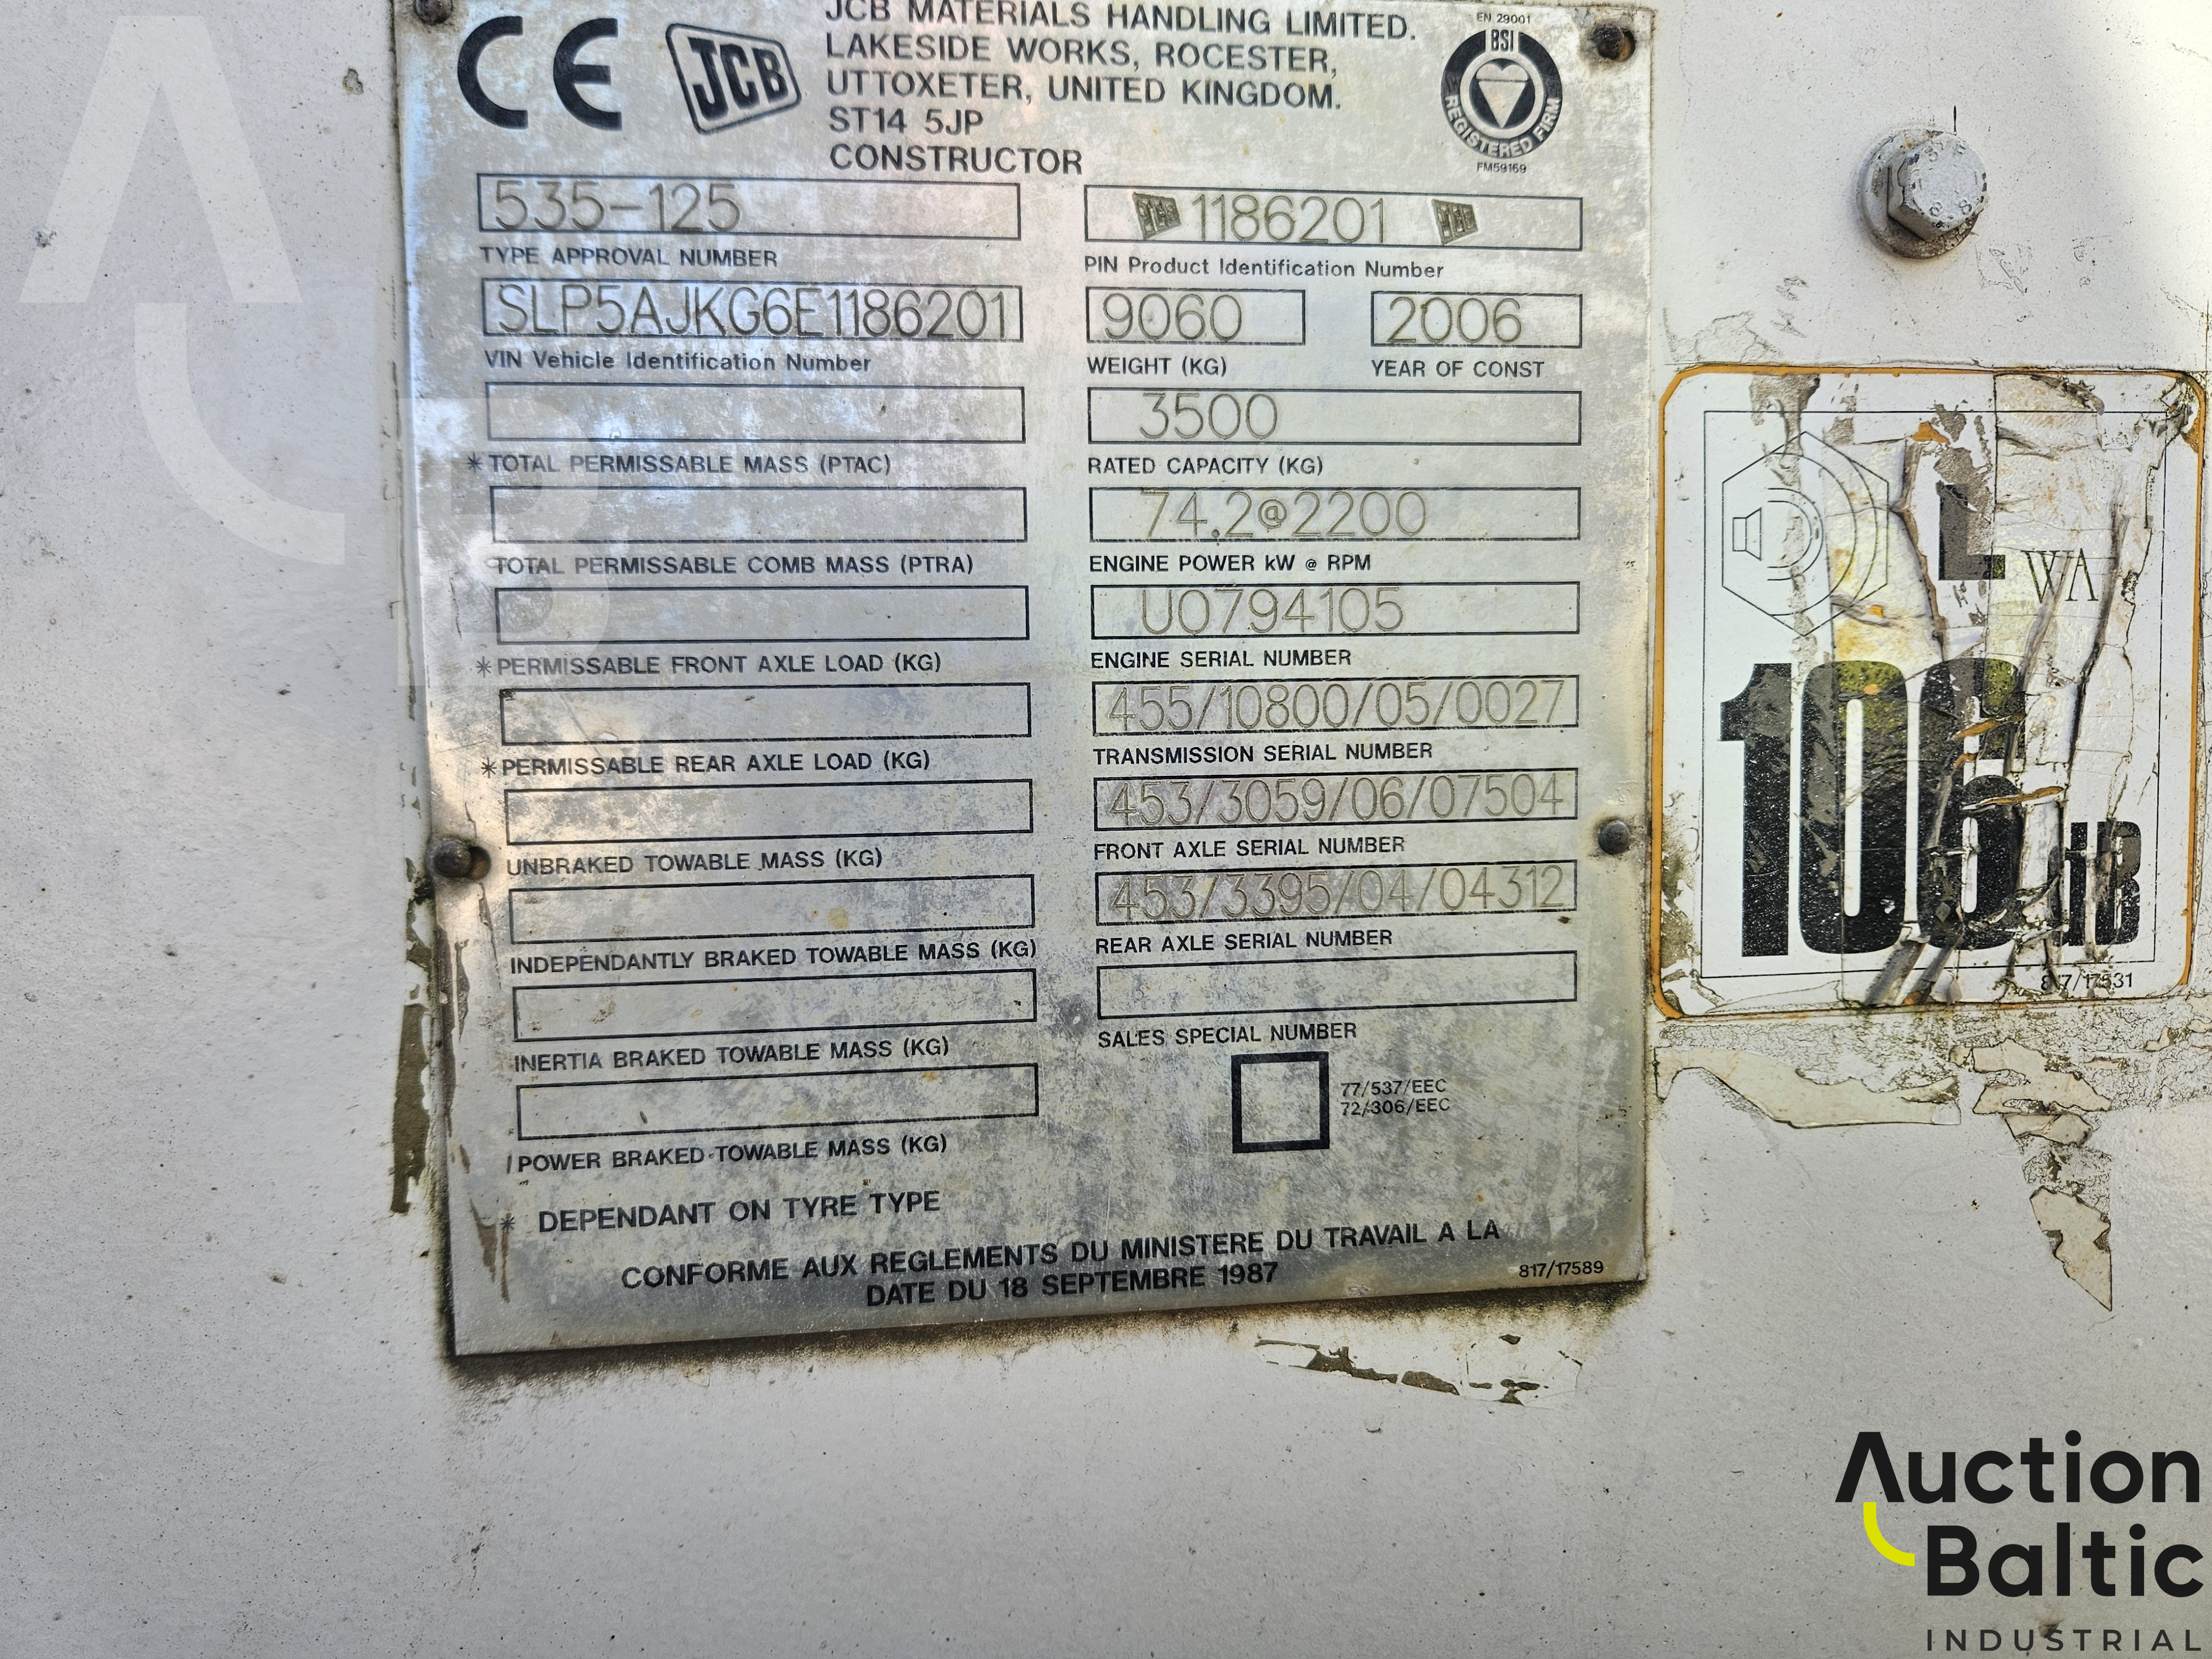 CE
JCB
JCB MATERIALS HANDLING LIMITED.
LAKESIDE WORKS, ROCESTER,
UTTOXETER, UNITED KINGDOM.
ST14 5JP
CONSTRUCTOR
EN 29001
BSI
REGISTERED FIRM
FM59169
535-125
TYPE APPROVAL NUMBER
SLP5AJKG6E1186201
VIN Vehicle Identification Number
*TOTAL PERMISSABLE MASS (PTAC)
TOTAL PERMISSABLE COMB MASS (PTRA)
*PERMISSABLE FRONT AXLE LOAD (KG)
*PERMISSABLE REAR AXLE LOAD (KG)
UNBRAKED TOWABLE MASS (KG)
INDEPENDANTLY BRAKED TOWABLE MASS (KG)
INERTIA BRAKED TOWABLE MASS (KG)
POWER BRAKED TOWABLE MASS (KG)
* DEPENDANT ON TYRE TYPE
JCB 1186201 JCB
PIN Product Identification Number
9060 2006
WEIGHT (KG) YEAR OF CONST
3500
RATED CAPACITY (KG)
74.2@2200
ENGINE POWER kW @ RPM
U0794105
ENGINE SERIAL NUMBER
455/10800/05/0027
TRANSMISSION SERIAL NUMBER
453/3059/06/07504
FRONT AXLE SERIAL NUMBER
453/3395/04/04312
REAR AXLE SERIAL NUMBER
SALES SPECIAL NUMBER
77/537/EEC
72/306/EEC
CONFORME AUX REGLEMENTS DU MINISTERE DU TRAVAIL A LA
DATE DU 18 SEPTEMBRE 1987
817/17589
L WA
106 dB
817/17531
Auction
Baltic
INDUSTRIAL